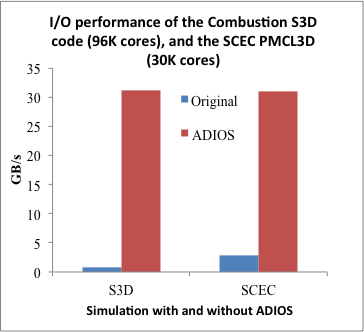 I/O performance of the Combustion S3D
code (96K cores), and the SCEC PMCL3D
(30K cores)
35
30
25
20
15
10
5
0
GB/s
Original
ADIOS
S3D SCEC
Simulation with and without ADIOS